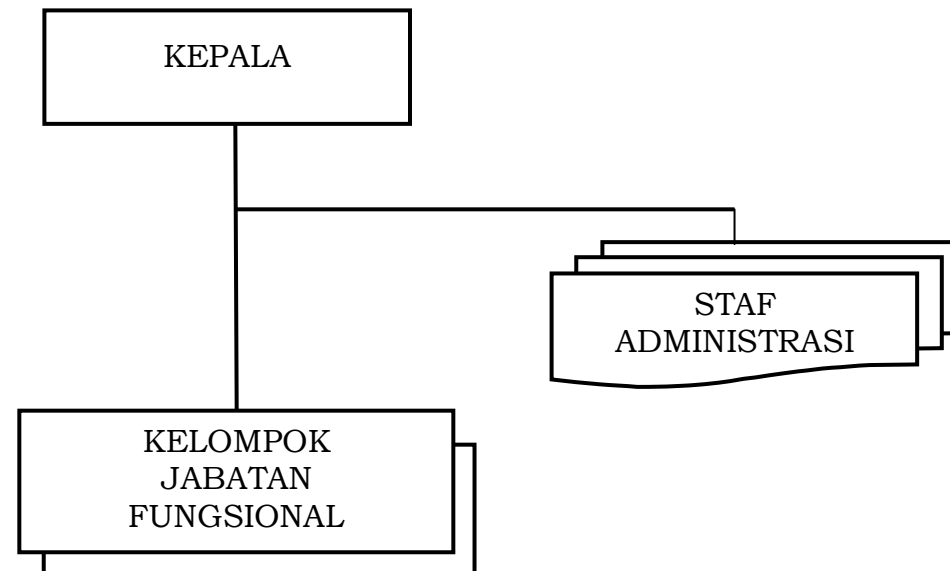 KEPALA
STAF
ADMINISTRASI
KELOMPOK
JABATAN
FUNGSIONAL